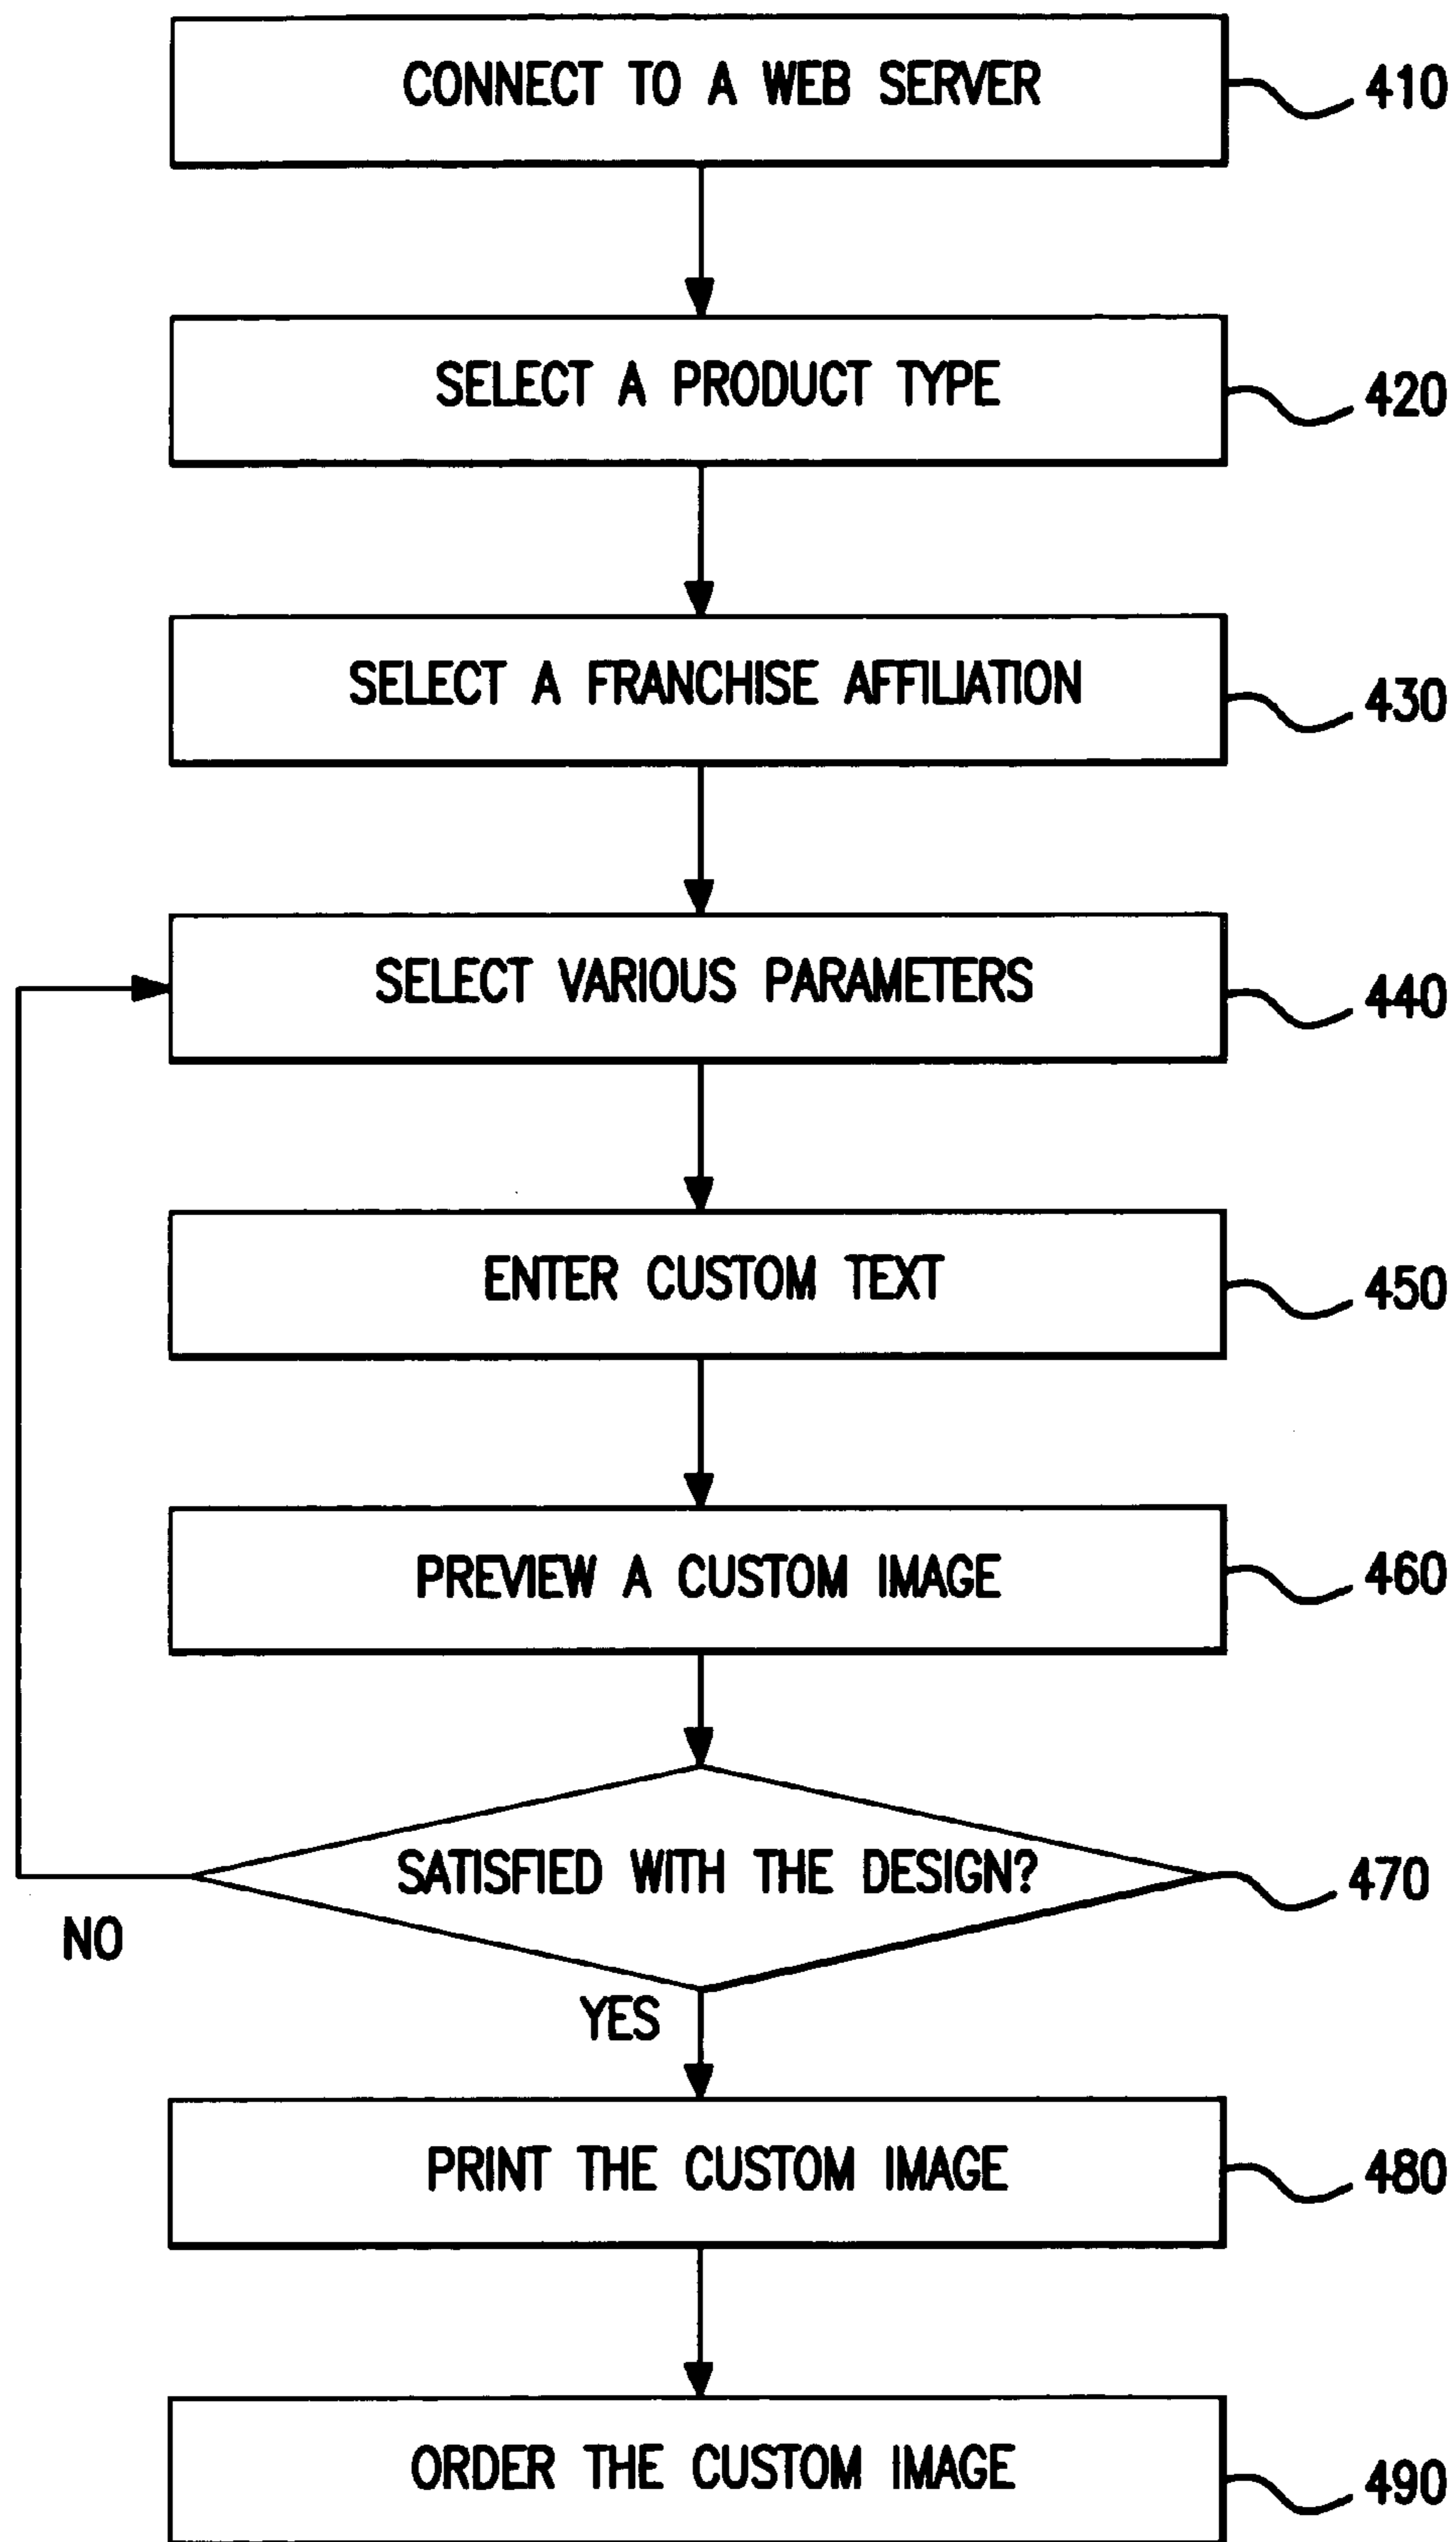 CONNECT TO A WEB SERVER
410
SELECT A PRODUCT TYPE
420
SELECT A FRANCHISE AFFILIATION
430
SELECT VARIOUS PARAMETERS
440
ENTER CUSTOM TEXT
450
PREVIEW A CUSTOM IMAGE
460
SATISFIED WITH THE DESIGN?
470
NO
YES
PRINT THE CUSTOM IMAGE
480
ORDER THE CUSTOM IMAGE
490